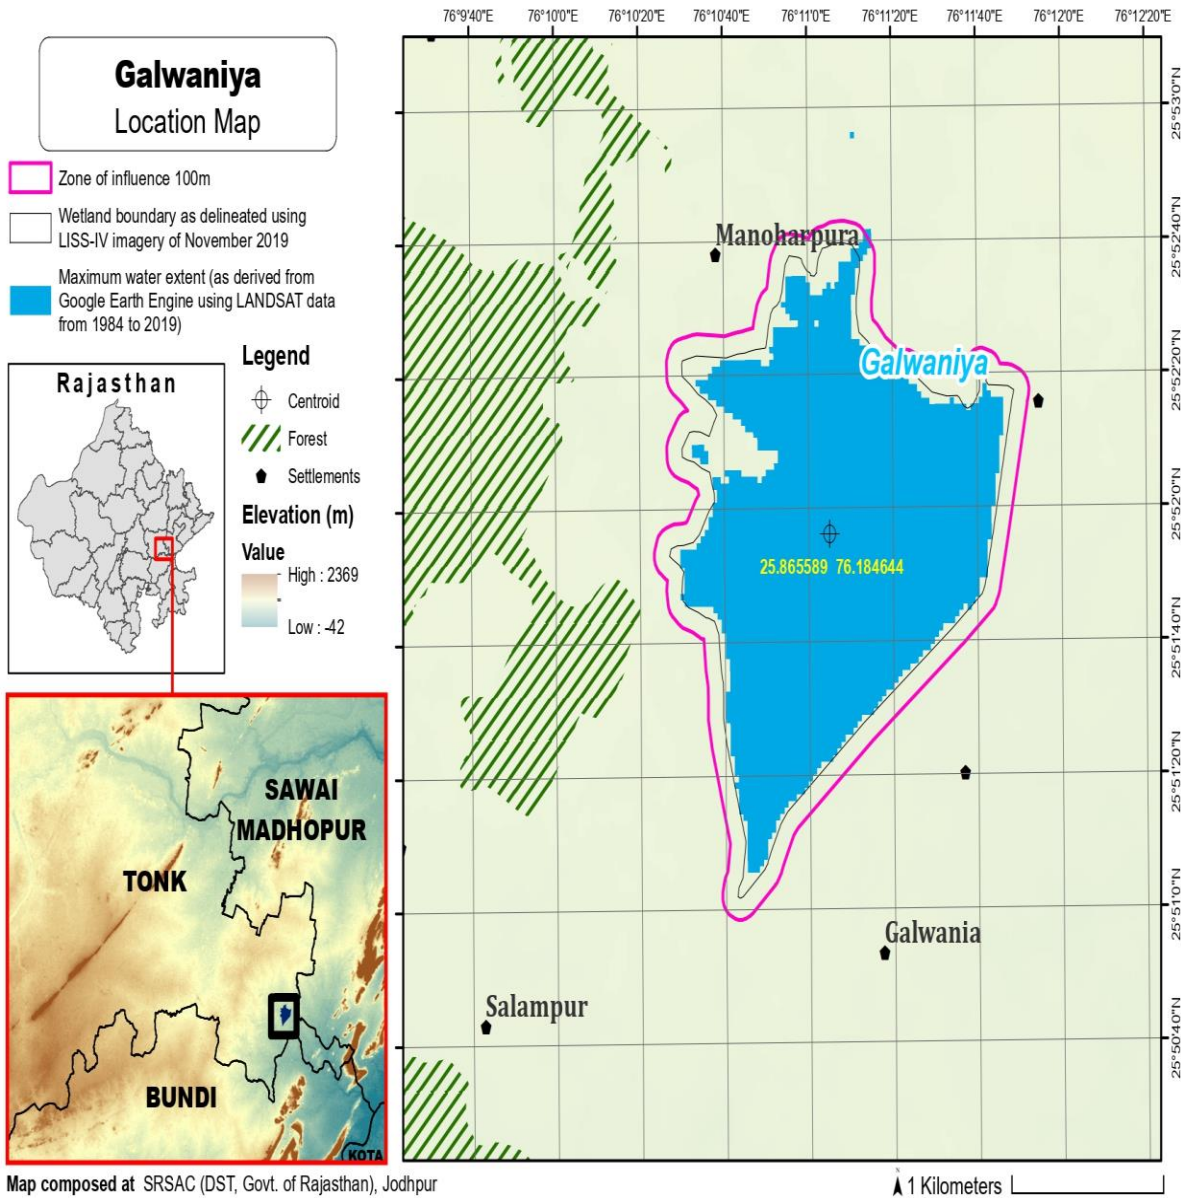 Galwaniya
Location Map
Zone of influence 100m
Wetland boundary as delineated using
LISS-IV imagery of November 2019
Maximum water extent (as derived from
Google Earth Engine using LANDSAT data
from 1984 to 2019)
Rajasthan
Legend
Centroid
Forest
Settlements
Elevation (m)
Value
High : 2369
Low : -42
SAWAI
MADHOPUR
TONK
BUNDI
KOTA
76°9'40"E 76°10'0"E 76°10'20"E 76°10'40"E 76°11'0"E 76°11'20"E 76°11'40"E 76°12'0"E 76°12'20"E
25°53'0"N
25°52'40"N
25°52'20"N
25°52'0"N
25°51'40"N
25°51'20"N
25°51'0"N
25°50'40"N
Manoharpura
Galwaniya
25.865589 76.184644
Galwania
Salampur
Map composed at SRSAC (DST, Govt. of Rajasthan), Jodhpur
N
1 Kilometers